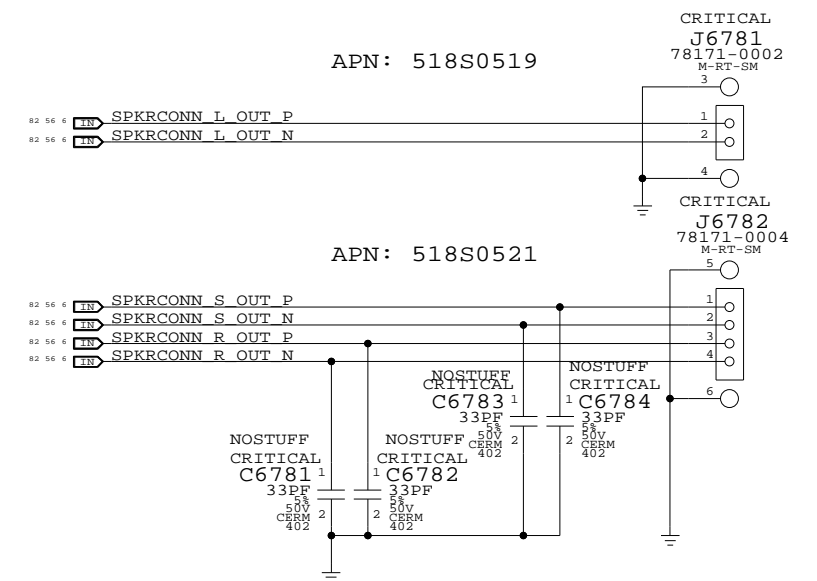 CRITICAL
J6781
78171-0002
M-RT-SM
APN: 518S0519
3
82 56 6 IN SPKRCONN_L_OUT_P 1
82 56 6 IN SPKRCONN_L_OUT_N 2
4
CRITICAL
J6782
78171-0004
M-RT-SM
APN: 518S0521
5
82 56 6 IN SPKRCONN_S_OUT_P 1
82 56 6 IN SPKRCONN_S_OUT_N 2
82 56 6 IN SPKRCONN_R_OUT_P 3
82 56 6 IN SPKRCONN_R_OUT_N 4
6
NOSTUFF
CRITICAL
C6783
1
33PF
5%
50V
2
CERM
402
NOSTUFF
CRITICAL
1
C6784
33PF
5%
2
50V
CERM
402
NOSTUFF
CRITICAL
C6781
1
33PF
5%
50V
2
CERM
402
NOSTUFF
CRITICAL
1
C6782
33PF
5%
50V
2
CERM
402